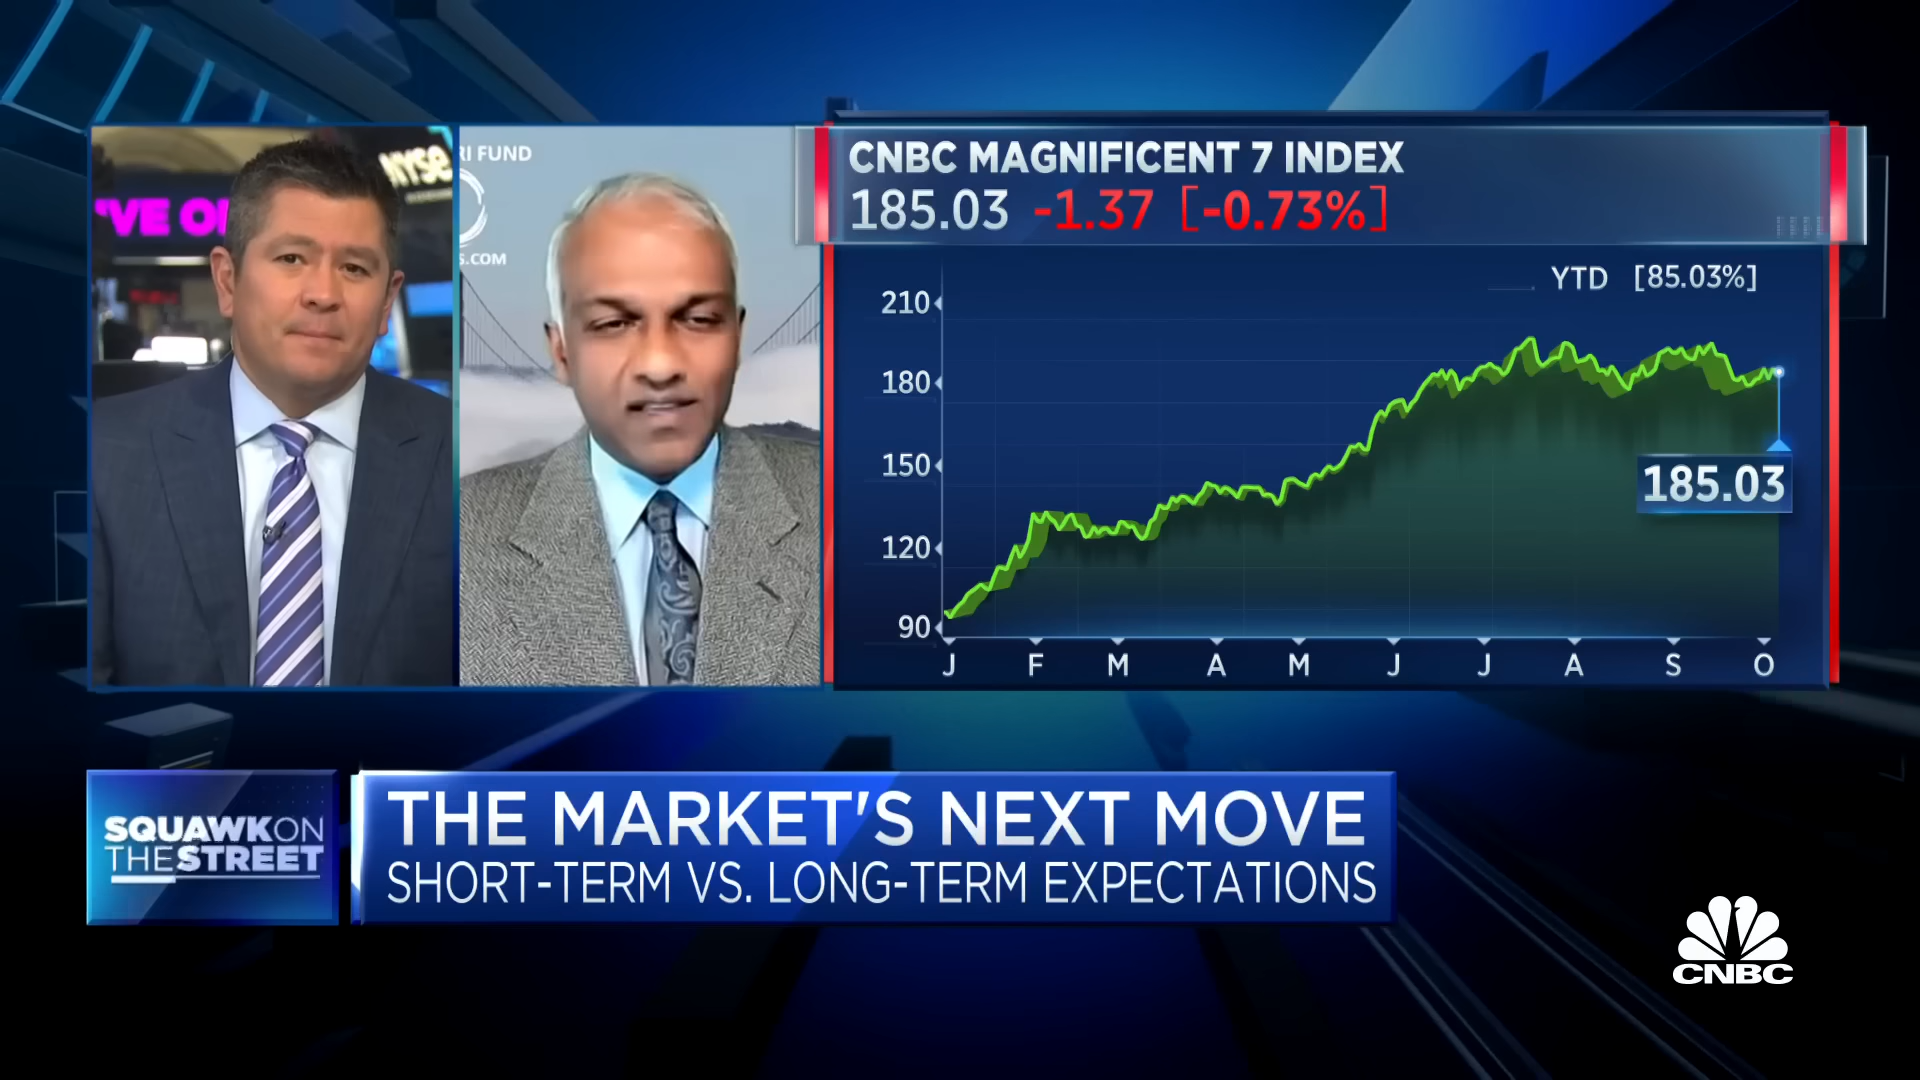 'VE O
NYSE
RI FUND
S.COM
CNBC MAGNIFICENT 7 INDEX
185.03 -1.37 [-0.73%]
YTD [85.03%]
210
180
150
120
90
185.03
J F M A M J J A S O
SQUAWK ON
THE STREET
THE MARKET'S NEXT MOVE
SHORT-TERM VS. LONG-TERM EXPECTATIONS
CNBC